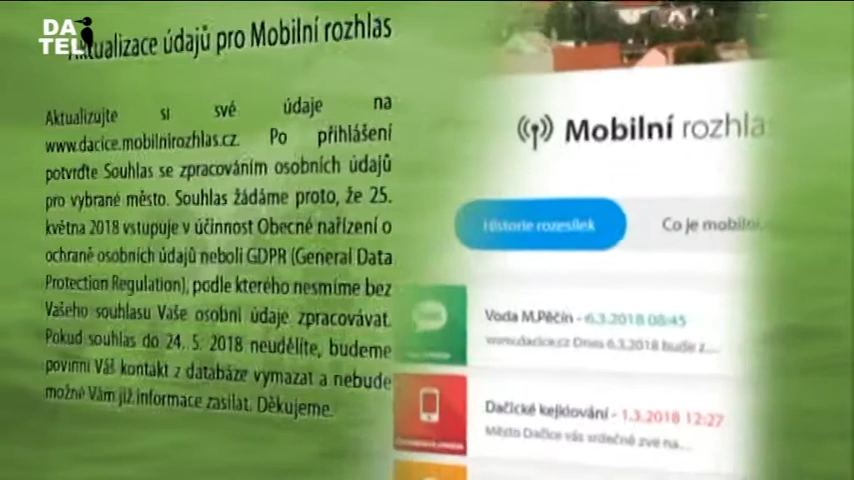 DA
TEL
Aktualizace údajů pro Mobilní rozhlas
Aktualizujte si své údaje na
www.dacice.mobilnirozhlas.cz. Po přihlášení
potvrďte Souhlas se zpracováním osobních údajů
pro vybrané město. Souhlas žádáme proto, že 25.
května 2018 vstupuje v účinnost Obecné nařízení o
ochraně osobních údajů neboli GDPR (General Data
Protection Regulation), podle kterého nesmíme bez
Vašeho souhlasu Vaše osobní údaje zpracovávat.
Pokud souhlas do 24. 5. 2018 neudělíte, budeme
povinni Váš kontakt z databáze vymazat a nebude
možné Vám již informace zasílat. Děkujeme.
Mobilní rozhlas
Historie rozesílek
Co je mobilní.
Voda M.Pěčín - 6.3.2018 08:45
www.dacice.cz Dnes 6.3.2018 bude z...
Dačické kejklování - 1.3.2018 12:27
Město Dačice vás srdečně zve na...